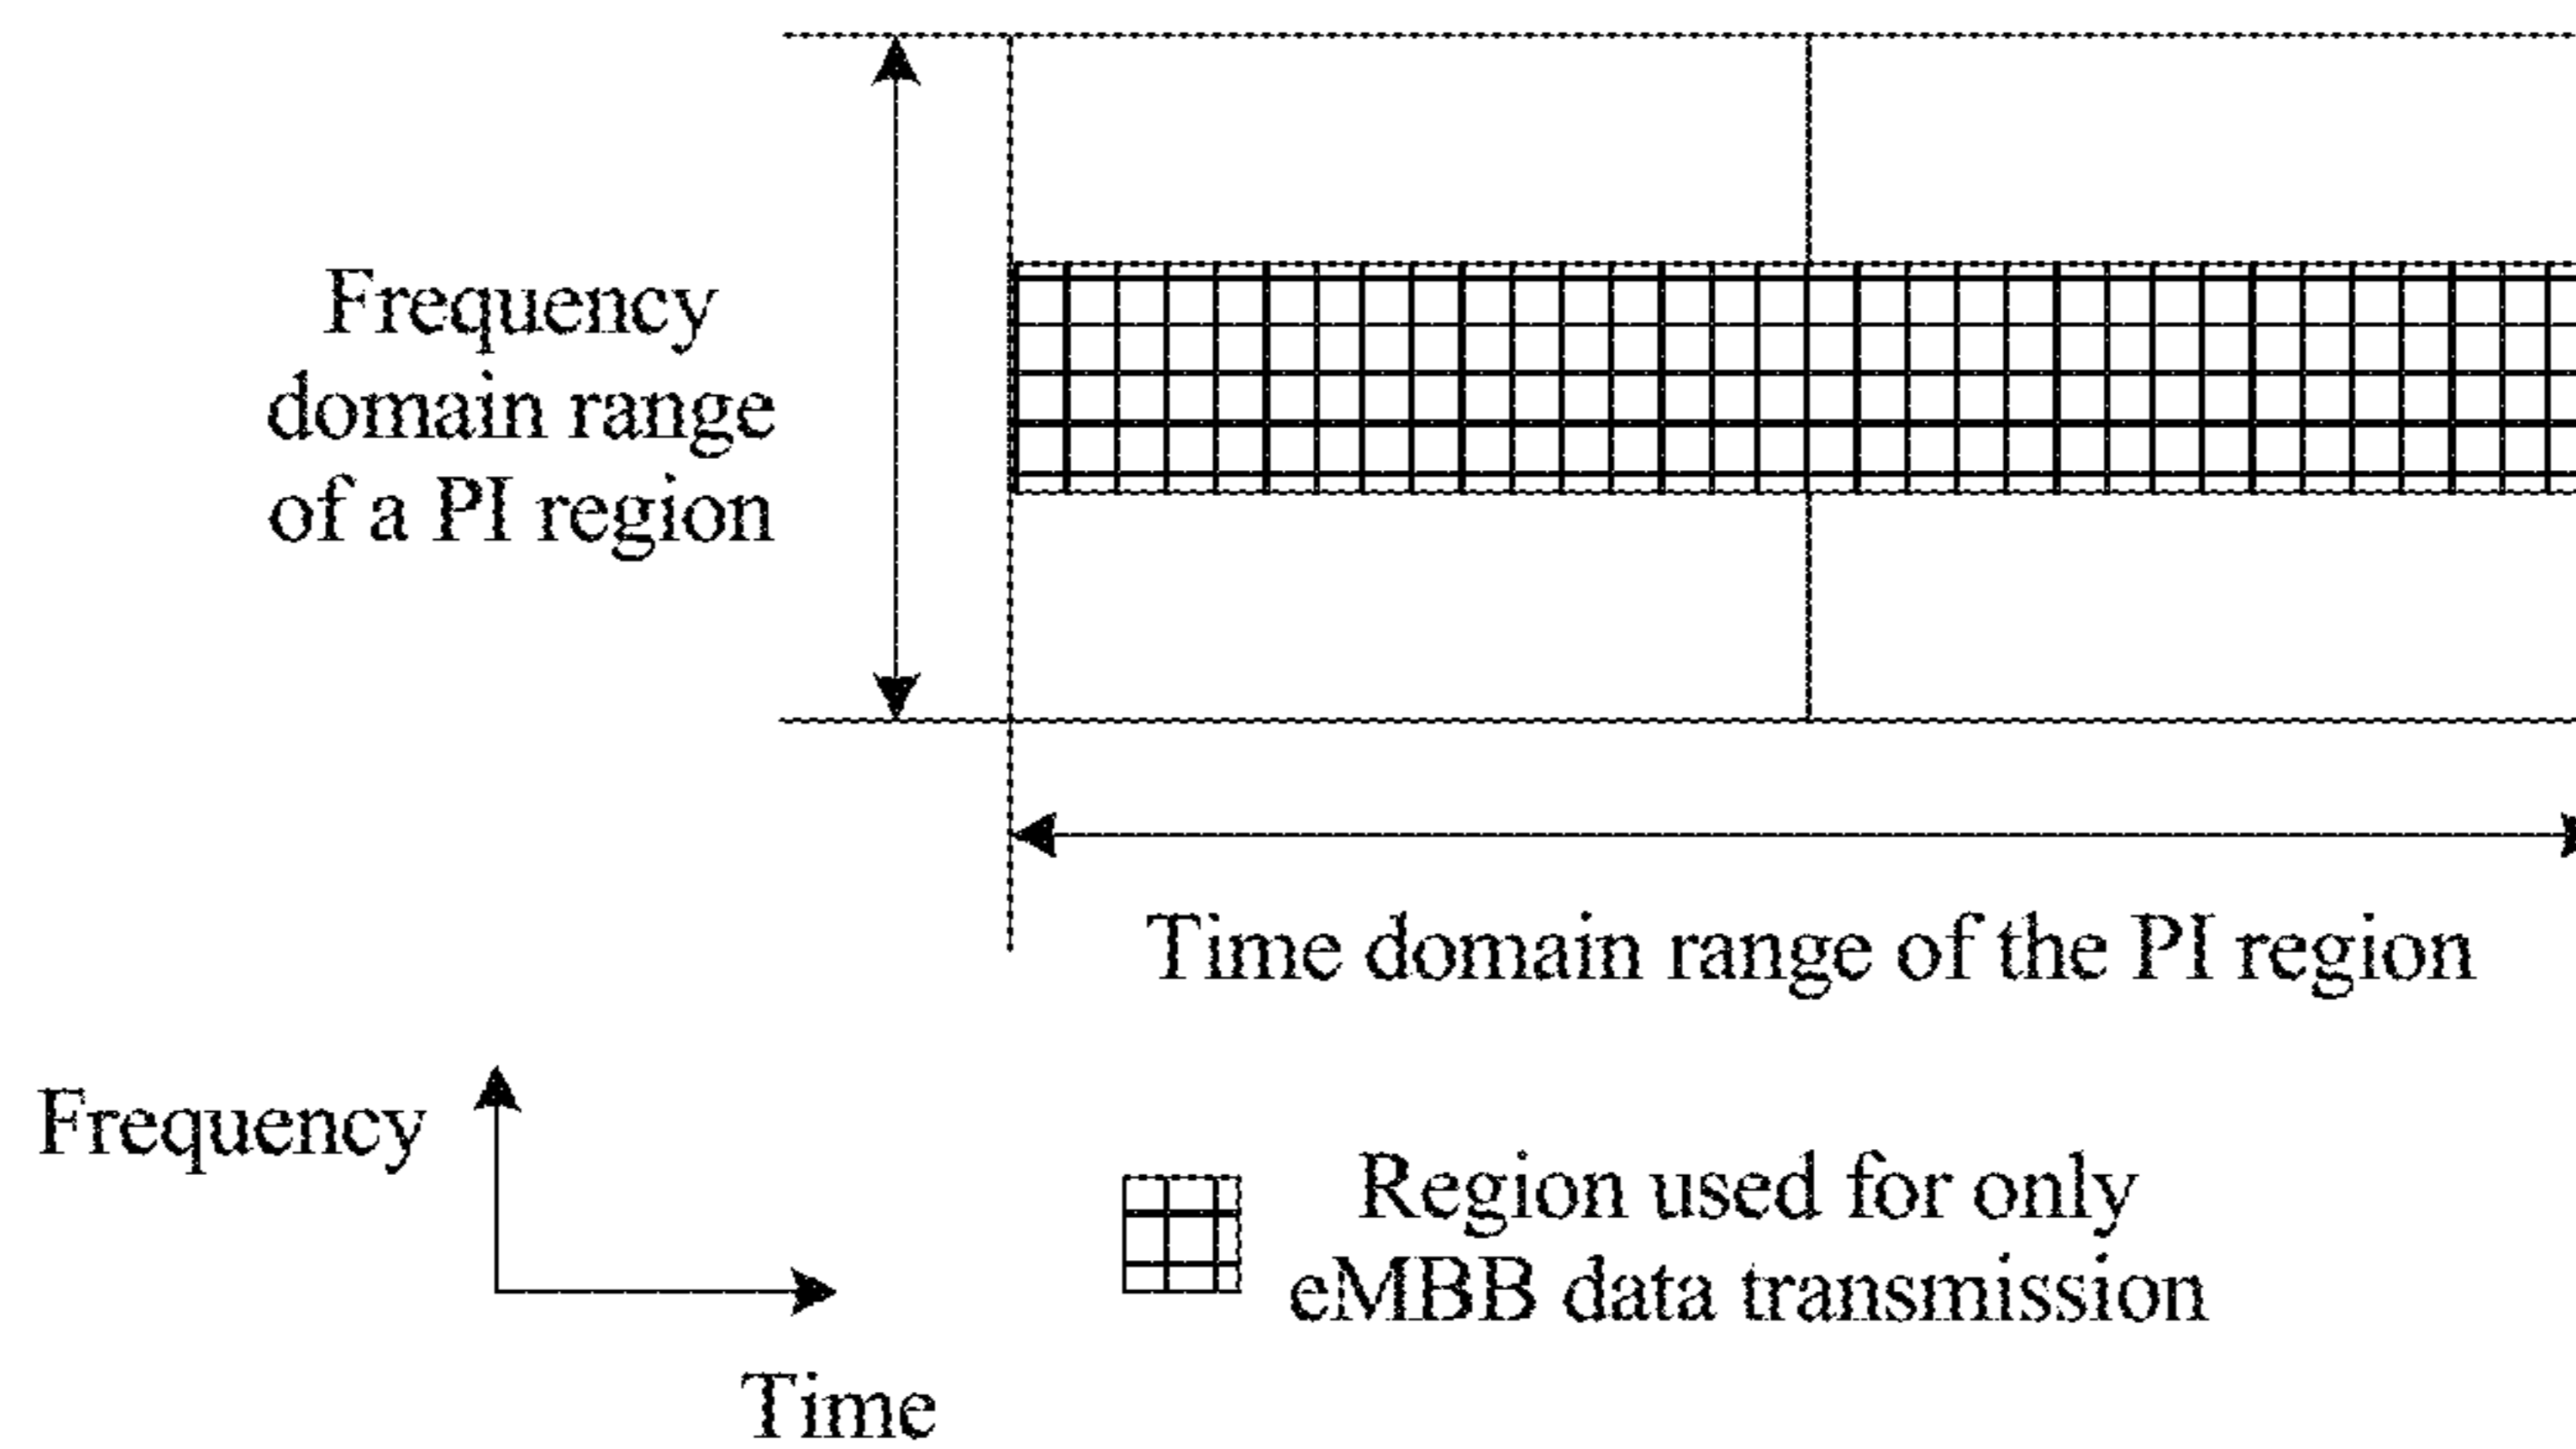 Frequency
domain range
of a PI region
Time domain range of the PI region
Frequency
Time
Region used for only
eMBB data transmission